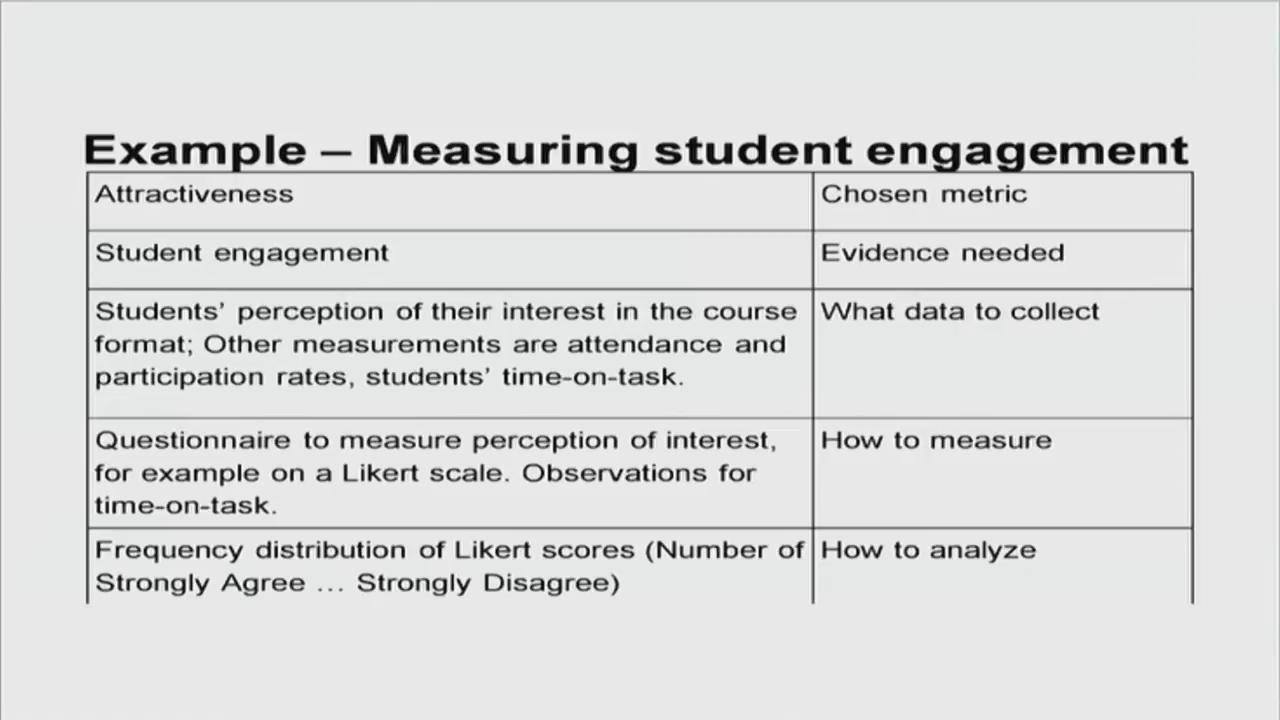 Example – Measuring student engagement
Attractiveness
Chosen metric
Student engagement
Evidence needed
Students’ perception of their interest in the course
format; Other measurements are attendance and
participation rates, students’ time-on-task.
What data to collect
Questionnaire to measure perception of interest,
for example on a Likert scale. Observations for
time-on-task.
How to measure
Frequency distribution of Likert scores (Number of
Strongly Agree … Strongly Disagree)
How to analyze